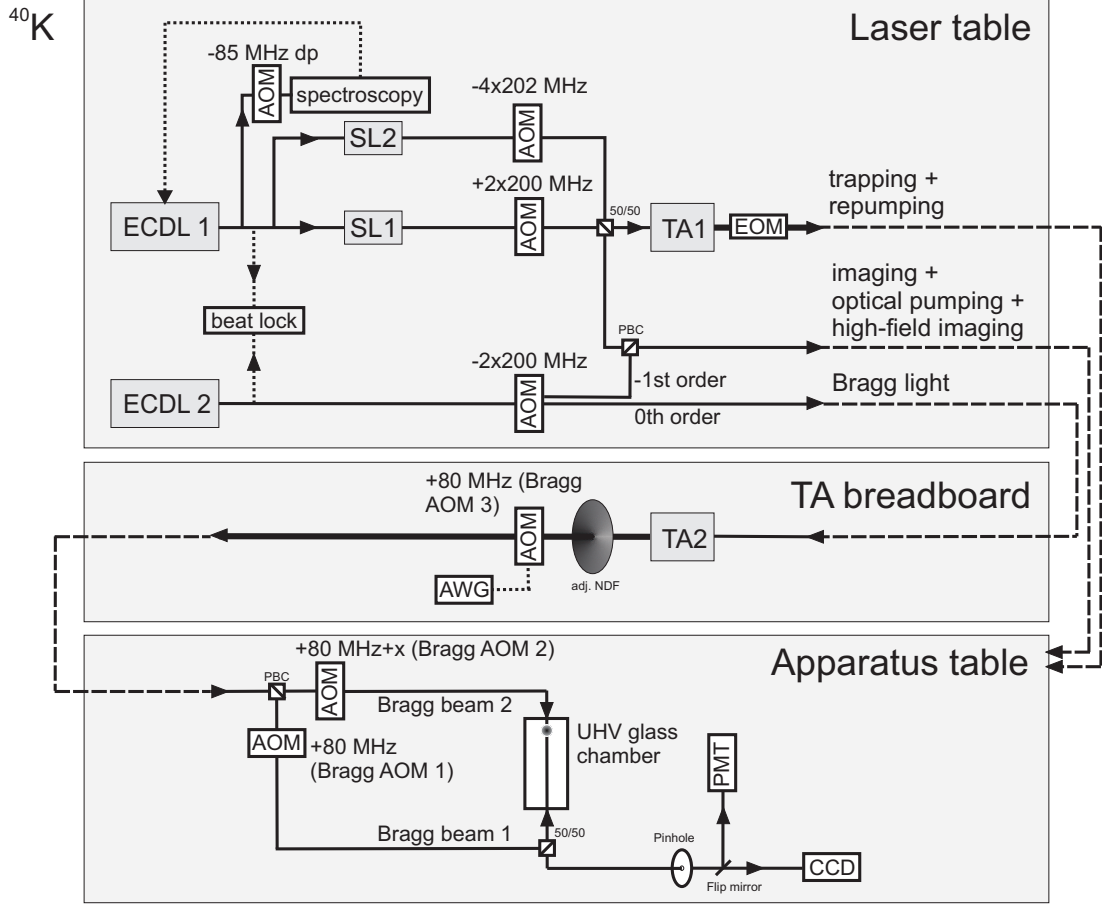 ⁴⁰K
Laser table
-85 MHz dp
AOM
spectroscopy
-4x202 MHz
SL2
AOM
+2x200 MHz
trapping +
repumping
50/50
ECDL 1
SL1
AOM
TA1
EOM
imaging +
optical pumping +
high-field imaging
beat lock
PBC
-2x200 MHz
-1st order
Bragg light
ECDL 2
AOM
0th order
+80 MHz (Bragg
AOM 3)
TA breadboard
AOM
TA2
AWG
adj. NDF
+80 MHz+x (Bragg AOM 2)
Apparatus table
PBC
AOM
Bragg beam 2
UHV glass
chamber
AOM
+80 MHz
(Bragg AOM 1)
PMT
Bragg beam 1
50/50
Pinhole
CCD
Flip mirror